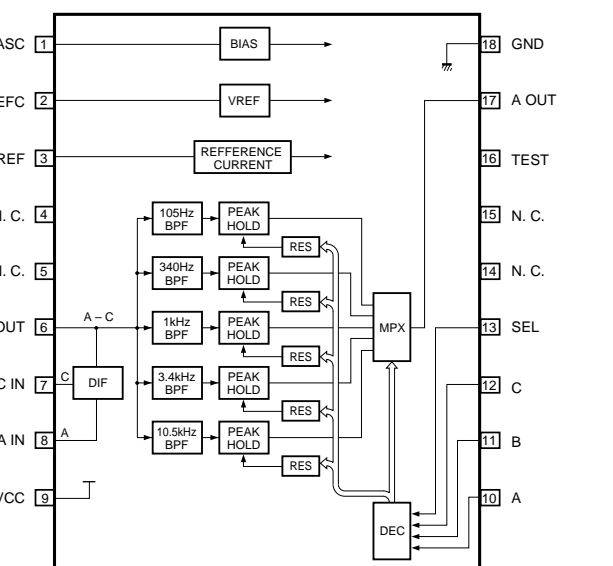 ASC 1 BIAS 18 GND
EFC 2 VREF 17 A OUT
REF 3 REFFERENCE
CURRENT 16 TEST
. C. 4 105Hz
BPF PEAK
HOLD 15 N. C.
RES
. C. 5 340Hz
BPF PEAK
HOLD 14 N. C.
RES
OUT 6 A – C 1kHz
BPF PEAK
HOLD MPX 13 SEL
RES
C IN 7 C DIF 3.4kHz
BPF PEAK
HOLD 12 C
RES
A IN 8 A 10.5kHz
BPF PEAK
HOLD 11 B
RES
/CC 9 10 A
DEC